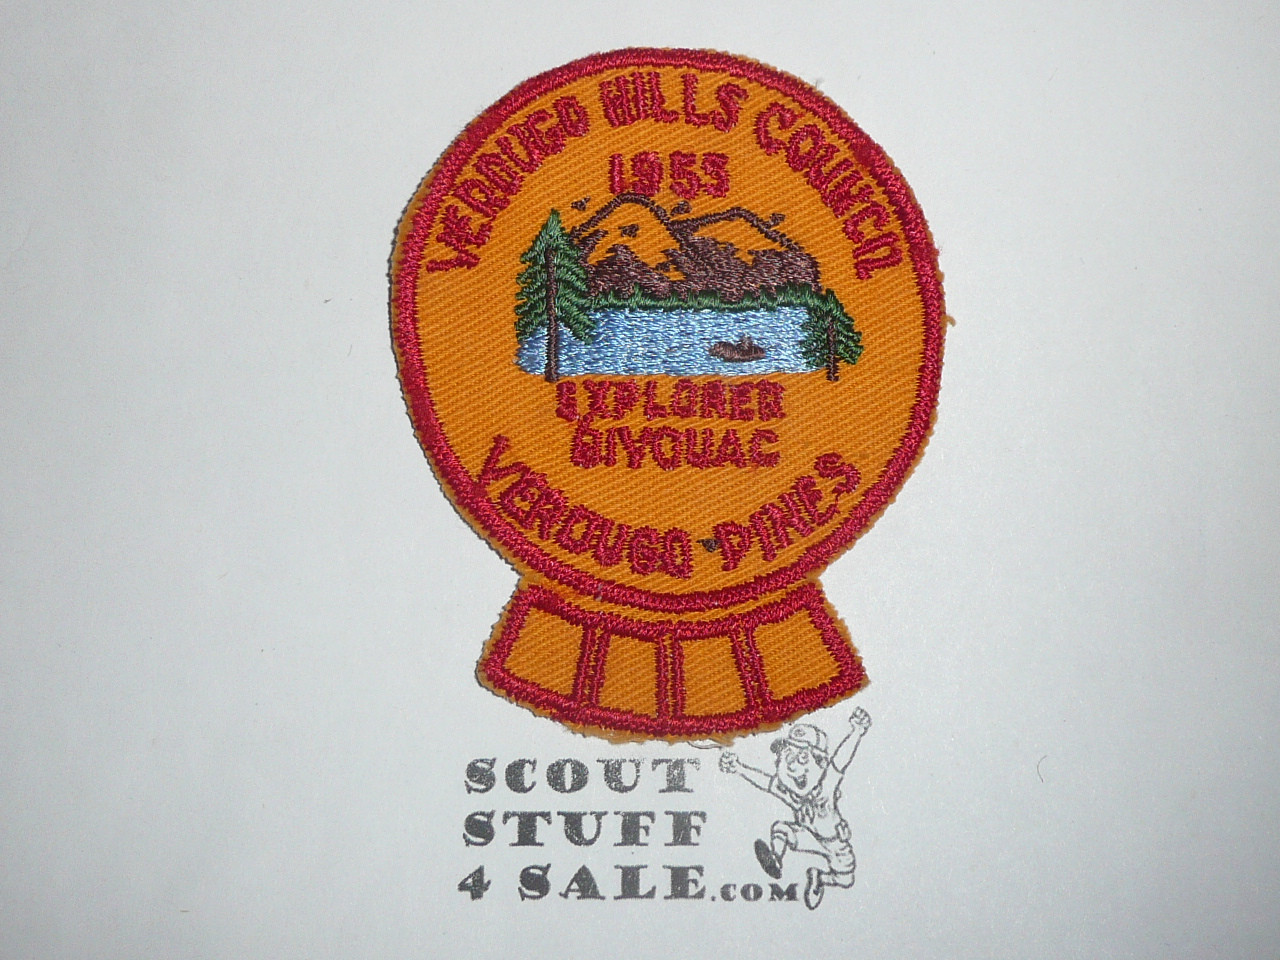 VERDUGO HILLS COUNCIL
1953
EXPLORER
BIVOUAC
VERDUGO - PINES
SCOUT
STUFF
4 SALE.COM